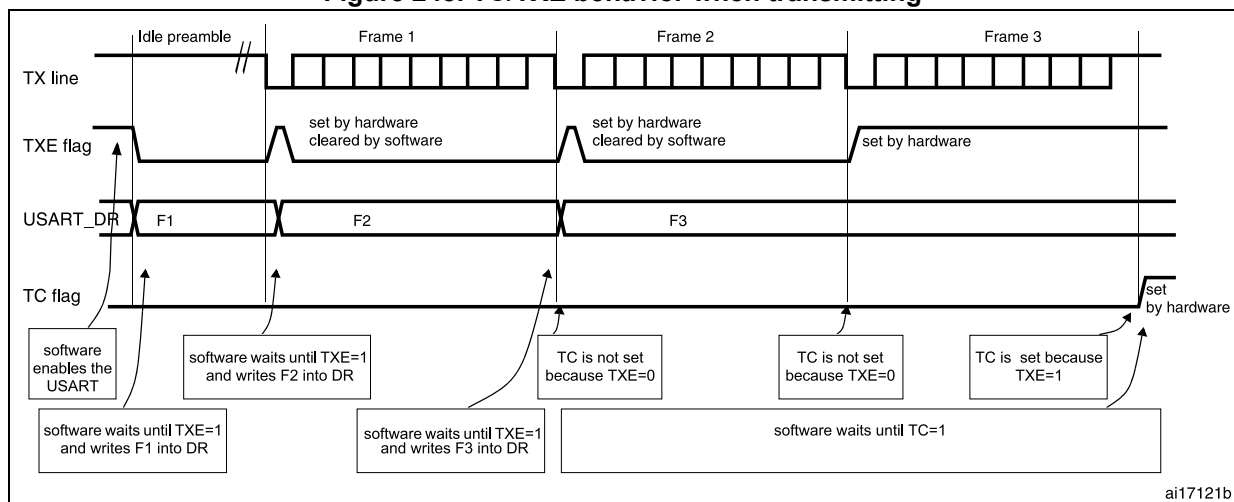 Idle preamble
Frame 1
Frame 2
Frame 3
TX line
TXE flag
set by hardware
cleared by software
set by hardware
cleared by software
set by hardware
USART_DR
F1
F2
F3
TC flag
set
by hardware
software
enables the
USART
software waits until TXE=1
and writes F2 into DR
TC is not set
because TXE=0
TC is not set
because TXE=0
TC is set because
TXE=1
software waits until TXE=1
and writes F1 into DR
software waits until TXE=1
and writes F3 into DR
software waits until TC=1
ai17121b